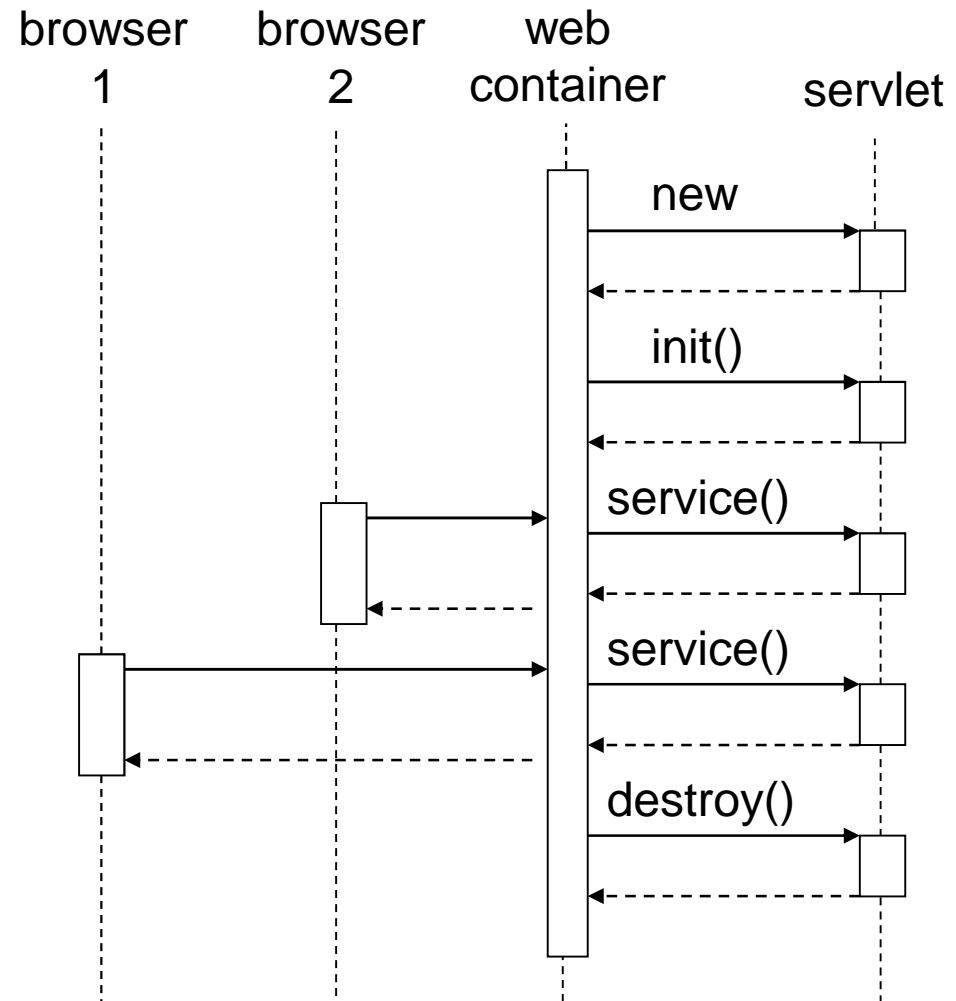 browser
1
browser
2
web
container
servlet
new
init()
service()
service()
destroy()